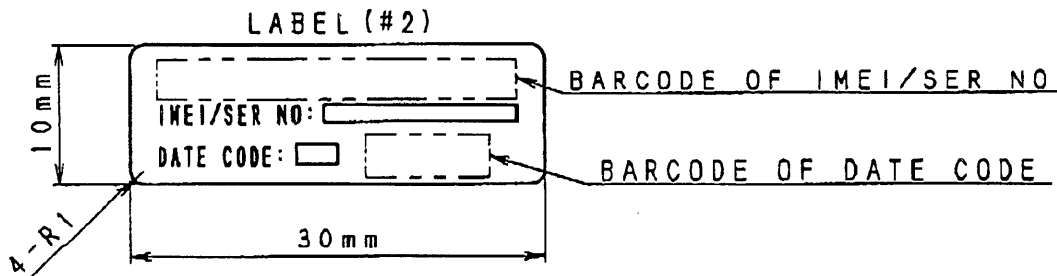 LABEL (#2)
10mm
BARCODE OF IMEI/SER NO
IMEI/SER NO:
DATE CODE:
BARCODE OF DATE CODE
4-R1
30mm